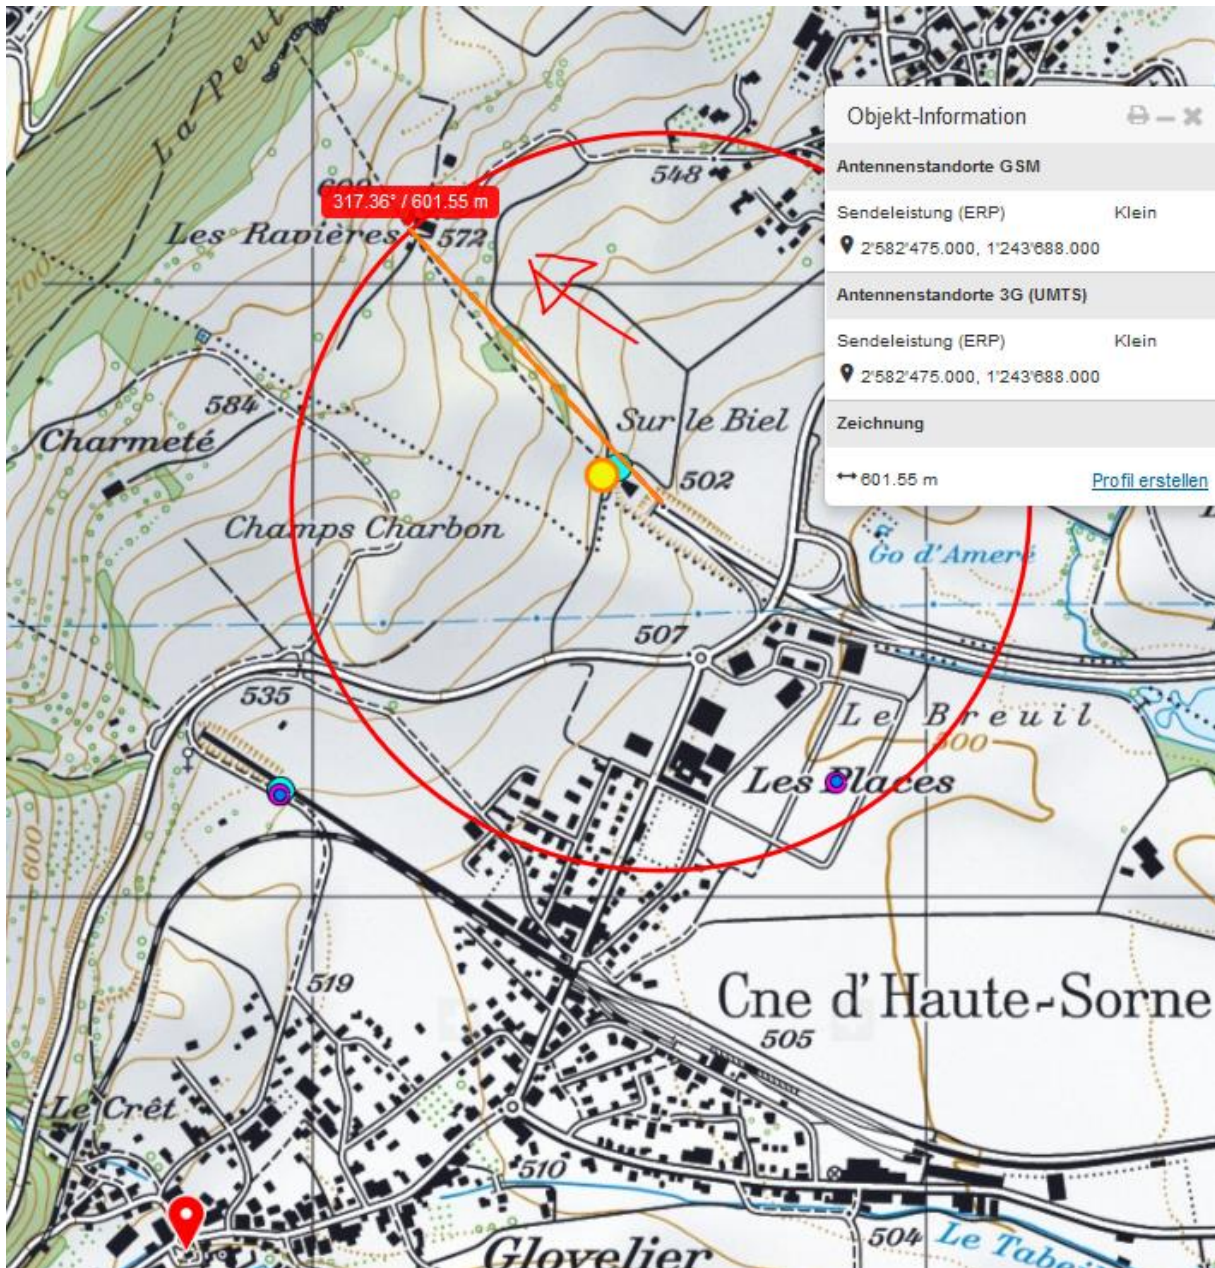 La Peut
Objekt-Information
Antennenstandorte GSM
Sendeleistung (ERP) Klein
2'582'475.000, 1'243'688.000
Antennenstandorte 3G (UMTS)
Sendeleistung (ERP) Klein
2'582'475.000, 1'243'688.000
Zeichnung
601.55 m Profil erstellen
548
317.36° / 601.55 m
Les Ravières 572
700
584
Charmeté
Sur le Biel
502
Champs Charbon
Go d'Ameré
507
535
Le Breuil
500
Les Places
600
519
Cne d'Haute-Sorne
505
Le Crêt
510
504
Glovelier